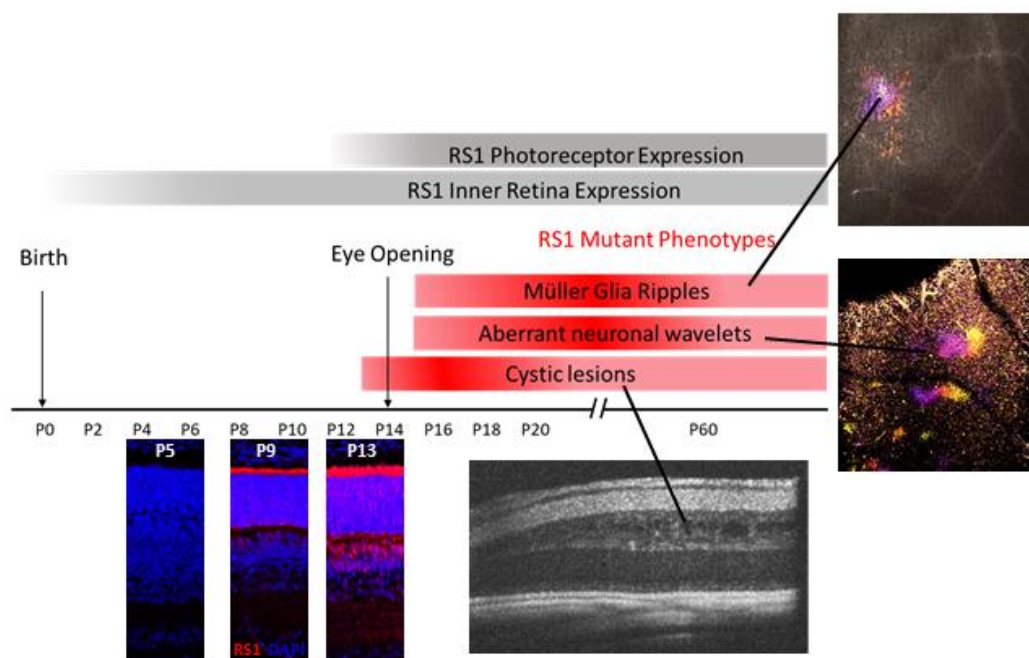 RS1 Photoreceptor Expression
RS1 Inner Retina Expression
RS1 Mutant Phenotypes
Birth
Eye Opening
Müller Glia Ripples
Aberrant neuronal wavelets
Cystic lesions
P0 P2 P4 P6 P8 P10 P12 P14 P16 P18 P20 P60
P5 P9 P13
RS1 DAPI